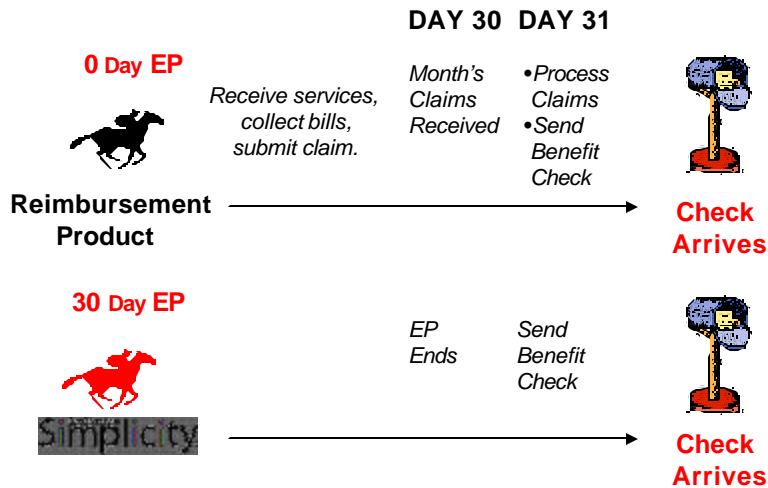 DAY 30 DAY 31
0 Day EP
Receive services,
collect bills,
submit claim.
Month's
Claims
Received
•Process
Claims
•Send
Benefit
Check
Reimbursement
Product
Check
Arrives
30 Day EP
EP
Ends
Send
Benefit
Check
Simplicity
Check
Arrives